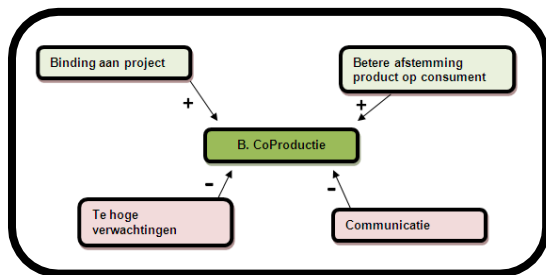 Binding aan project
Betere afstemming
product op consument
+
+
B. CoProductie
-
-
Te hoge
verwachtingen
Communicatie